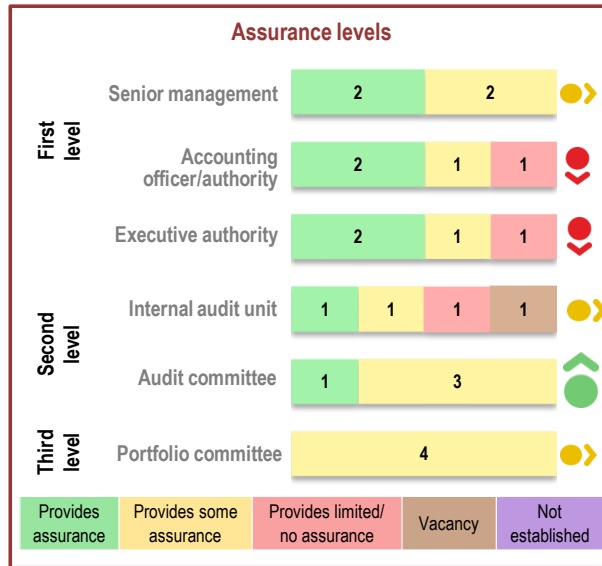 Assurance levels
First
level
Senior management
2 2
Accounting
officer/authority
2 1 1
Executive authority
2 1 1
Second
level
Internal audit unit
1 1 1 1
Audit committee
1 3
Third
level
Portfolio committee
4
Provides
assurance
Provides some
assurance
Provides limited/
no assurance
Vacancy
Not
established